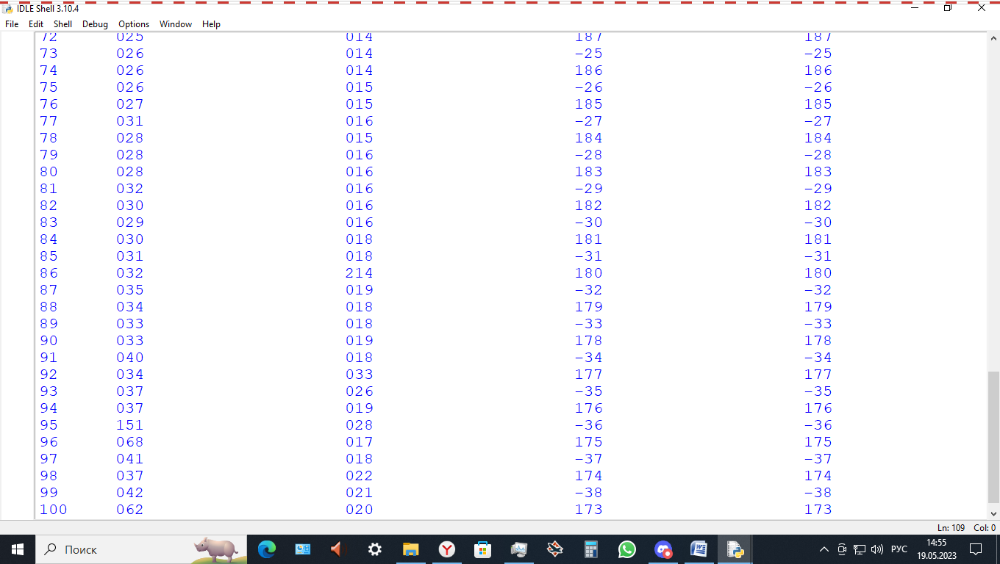 IDLE Shell 3.10.4
File Edit Shell Debug Options Window Help
72 025 014 187 187
73 026 014 -25 -25
74 026 014 186 186
75 026 015 -26 -26
76 027 015 185 185
77 031 016 -27 -27
78 028 015 184 184
79 028 016 -28 -28
80 028 016 183 183
81 032 016 -29 -29
82 030 016 182 182
83 029 016 -30 -30
84 030 018 181 181
85 031 018 -31 -31
86 032 214 180 180
87 035 019 -32 -32
88 034 018 179 179
89 033 018 -33 -33
90 033 019 178 178
91 040 018 -34 -34
92 034 033 177 177
93 037 026 -35 -35
94 037 019 176 176
95 151 028 -36 -36
96 068 017 175 175
97 041 018 -37 -37
98 037 022 174 174
99 042 021 -38 -38
100 062 020 173 173
Ln: 109 Col: 0
Поиск
РУС
14:55
19.05.2023